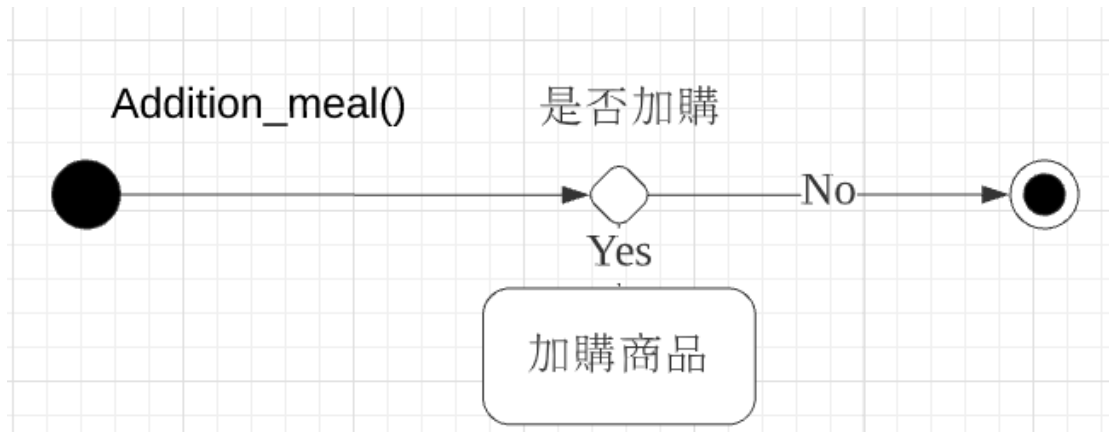 Addition_meal()
是否加購
No
Yes
加購商品